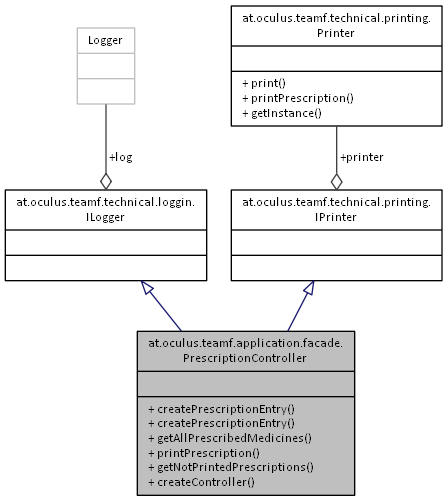 Logger
at.oculus.teamf.technical.printing.
Printer
+ print()
+ printPrescription()
+ getInstance()
+log
+printer
at.oculus.teamf.technical.loggin.
ILogger
at.oculus.teamf.technical.printing.
IPrinter
at.oculus.teamf.application.facade.
PrescriptionController
+ createPrescriptionEntry()
+ createPrescriptionEntry()
+ getAllPrescribedMedicines()
+ printPrescription()
+ getNotPrintedPrescriptions()
+ createController()